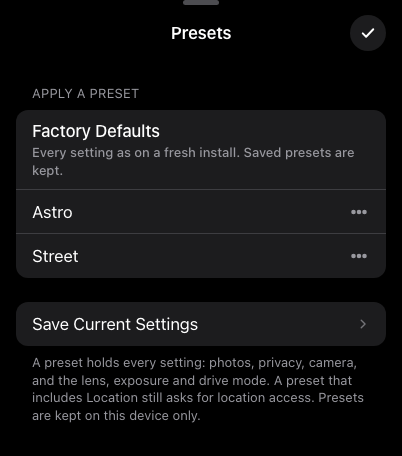 Presets
APPLY A PRESET
Factory Defaults
Every setting as on a fresh install. Saved presets are
kept.
Astro
Street
Save Current Settings
A preset holds every setting: photos, privacy, camera,
and the lens, exposure and drive mode. A preset that
includes Location still asks for location access. Presets
are kept on this device only.